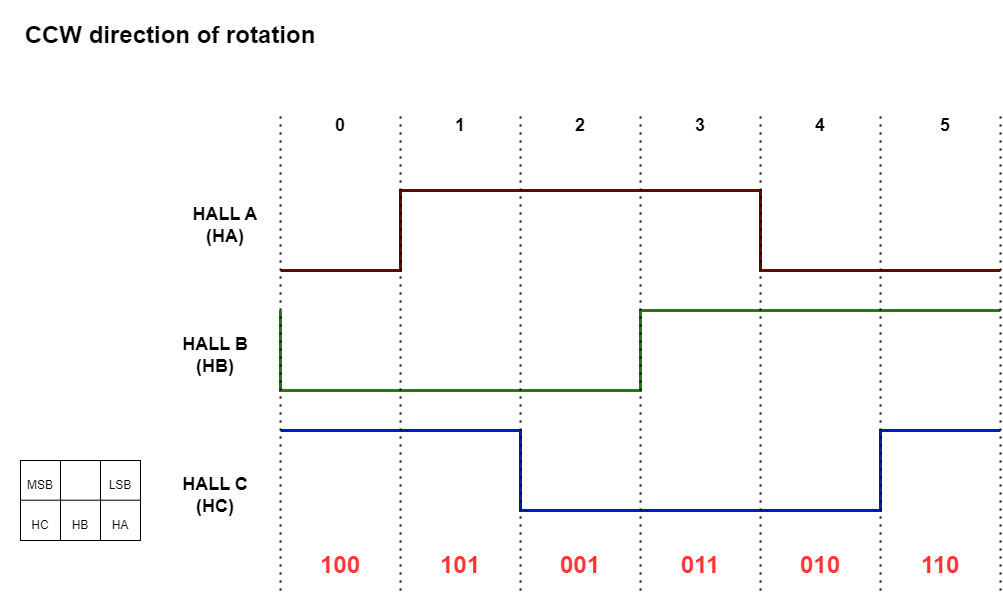 CCW direction of rotation
0 1 2 3 4 5
HALL A
(HA)
HALL B
(HB)
HALL C
(HC)
MSB LSB
HC HB HA
100 101 001 011 010 110